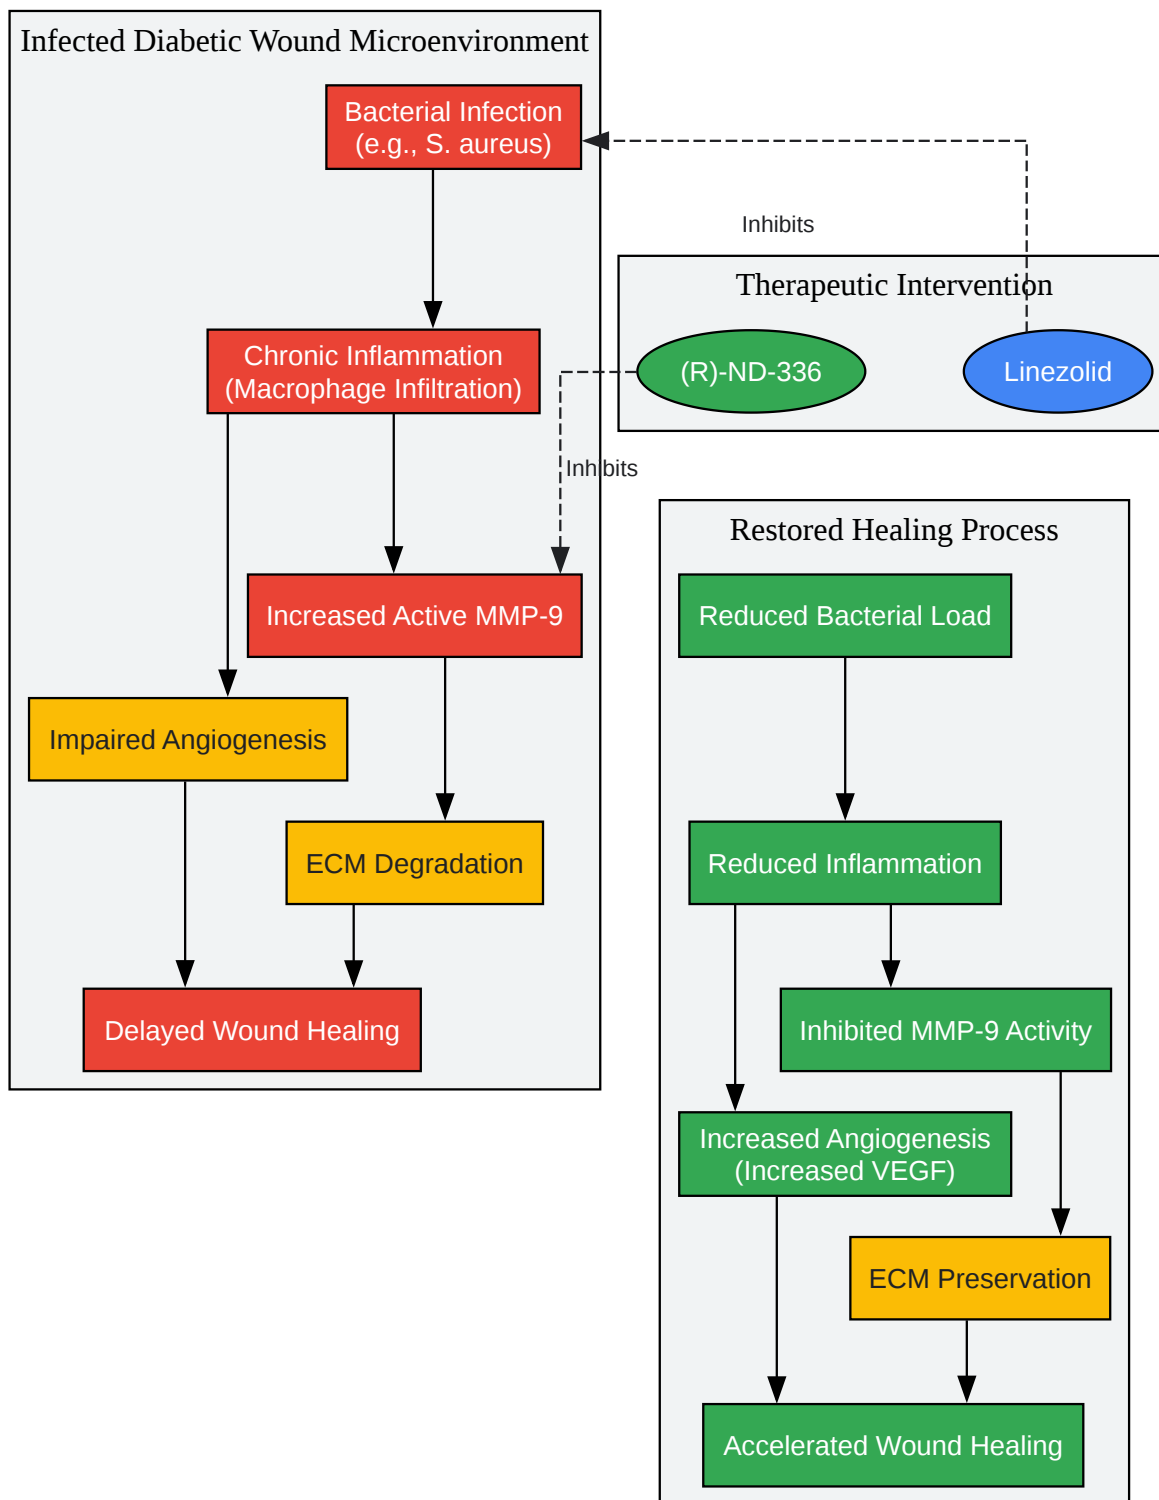 Infected Diabetic Wound Microenvironment
Bacterial Infection
(e.g., S. aureus)
Inhibits
Therapeutic Intervention
Chronic Inflammation
(Macrophage Infiltration)
(R)-ND-336
Linezolid
Inhibits
Restored Healing Process
Increased Active MMP-9
Reduced Bacterial Load
Impaired Angiogenesis
ECM Degradation
Reduced Inflammation
Delayed Wound Healing
Inhibited MMP-9 Activity
Increased Angiogenesis
(Increased VEGF)
ECM Preservation
Accelerated Wound Healing